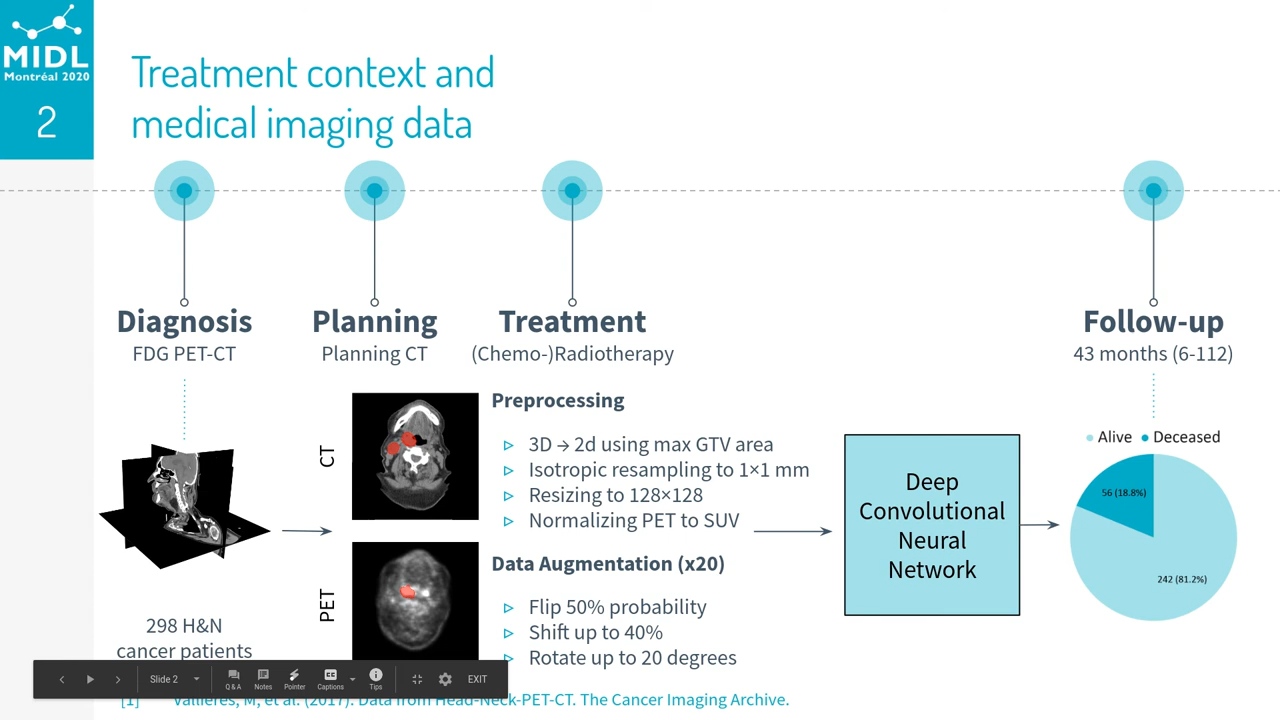 MIDL
Montréal 2020
2
Treatment context and
medical imaging data
Diagnosis
FDG PET-CT
Planning
Planning CT
Treatment
(Chemo-)Radiotherapy
Follow-up
43 months (6-112)
298 H&N
cancer patients
CT
PET
Preprocessing
3D → 2d using max GTV area
Isotropic resampling to 1×1 mm
Resizing to 128×128
Normalizing PET to SUV
Data Augmentation (x20)
Flip 50% probability
Shift up to 40%
Rotate up to 20 degrees
Deep
Convolutional
Neural
Network
Alive Deceased
56 (18.8%)
242 (81.2%)
Slide 2
Q & A
Notes
Pointer
Captions
Tips
EXIT
[1] Vallières, M, et al. (2017). Data from Head-Neck-PET-CT. The Cancer Imaging Archive.